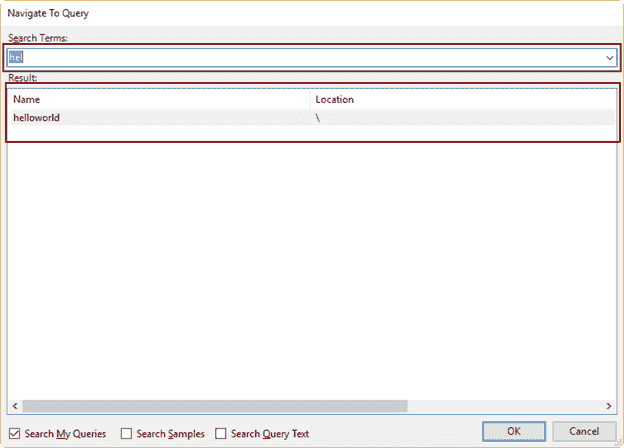 Navigate To Query
Search Terms:
hel
Result:
Name Location
helloworld \
Search My Queries Search Samples Search Query Text OK Cancel